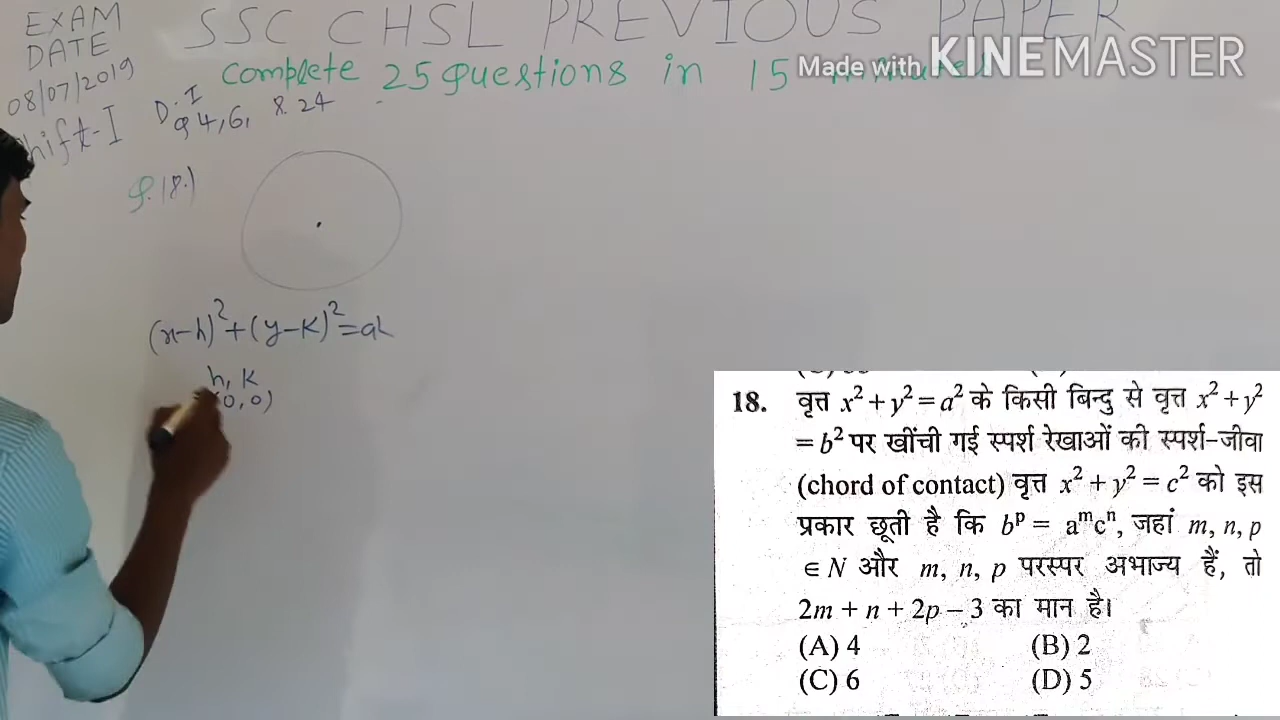 EXAM
DATE
08/07/2019
Shift-I
SSC CHSL PREVIOUS PAPER
Complete 25 Questions in 15
Made with KINEMASTER
D.I
Q 4, 6, 8. 24
Q.18.)
(x-h)²+(y-K)²=a²
h, K
(0,0)
18. वृत्त x² + y² = a² के किसी बिन्दु से वृत्त x² + y²
= b² पर खींची गई स्पर्श रेखाओं की स्पर्श-जीवा
(chord of contact) वृत्त x² + y² = c² को इस
प्रकार छूती है कि bᵖ = aᵐcⁿ, जहां m, n, p
∈ N और m, n, p परस्पर अभाज्य हैं, तो
2m + n + 2p – 3 का मान है।
(A) 4 (B) 2
(C) 6 (D) 5